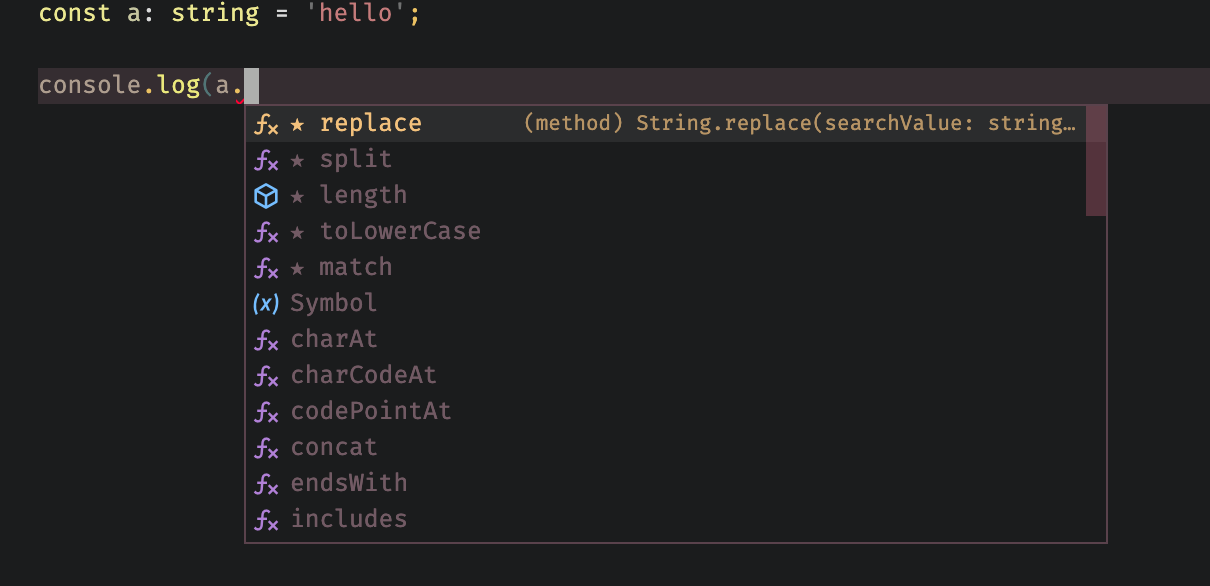 const a: string = 'hello';
console.log(a.
★ replace (method) String.replace(searchValue: string…
★ split
★ length
★ toLowerCase
★ match
Symbol
charAt
charCodeAt
codePointAt
concat
endsWith
includes